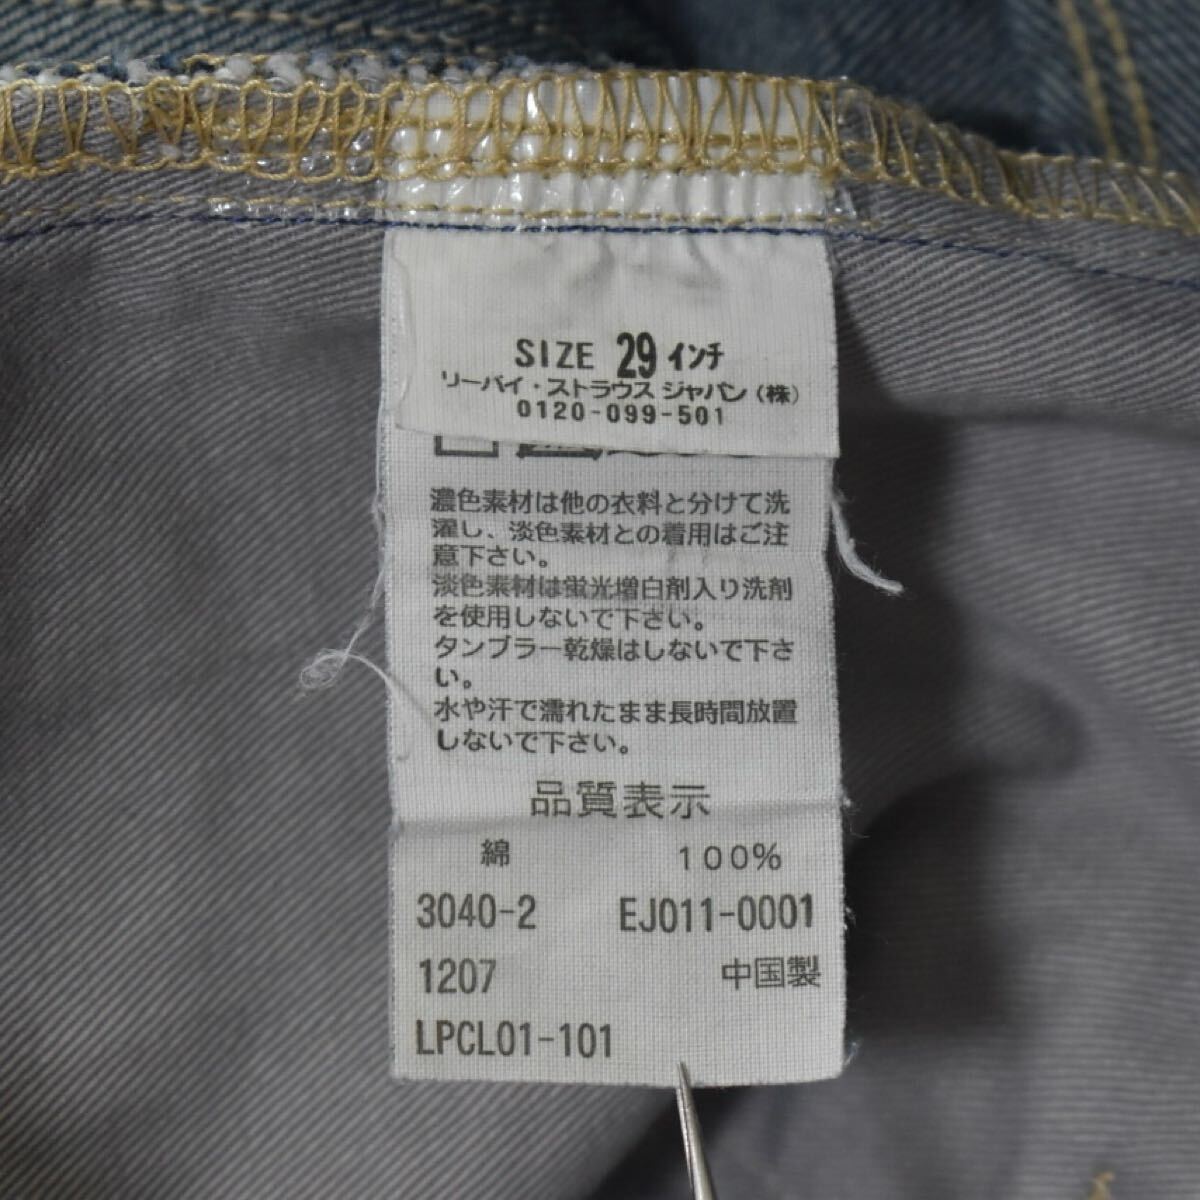 SIZE 29 インチ
リーバイ・ストラウス ジャパン(株)
0120-099-501
濃色素材は他の衣料と分けて洗
濯し、淡色素材との着用はご注
意下さい。
淡色素材は蛍光増白剤入り洗剤
を使用しないで下さい。
タンブラー乾燥はしないで下さ
い。
水や汗で濡れたまま長時間放置
しないで下さい。
品質表示
綿 100%
3040-2 EJ011-0001
1207 中国製
LPCL01-101